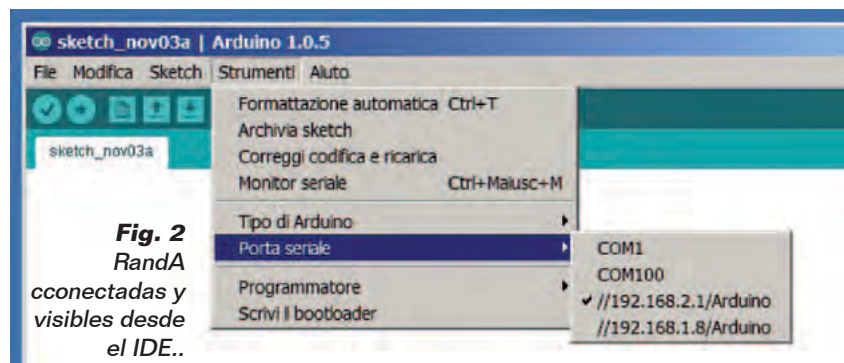 sketch_nov03a | Arduino 1.0.5
File Modifica Sketch Strumenti Aiuto
sketch_nov03a
Formattazione automatica Ctrl+T
Archivia sketch
Correggi codifica e ricarica
Monitor seriale Ctrl+Maiusc+M
Tipo di Arduino
Porta seriale
Programmatore
Scrivi il bootloader
COM1
COM100
//192.168.2.1/Arduino
//192.168.1.8/Arduino
Fig. 2
RandA
cconectadas y
visibles desde
el IDE..